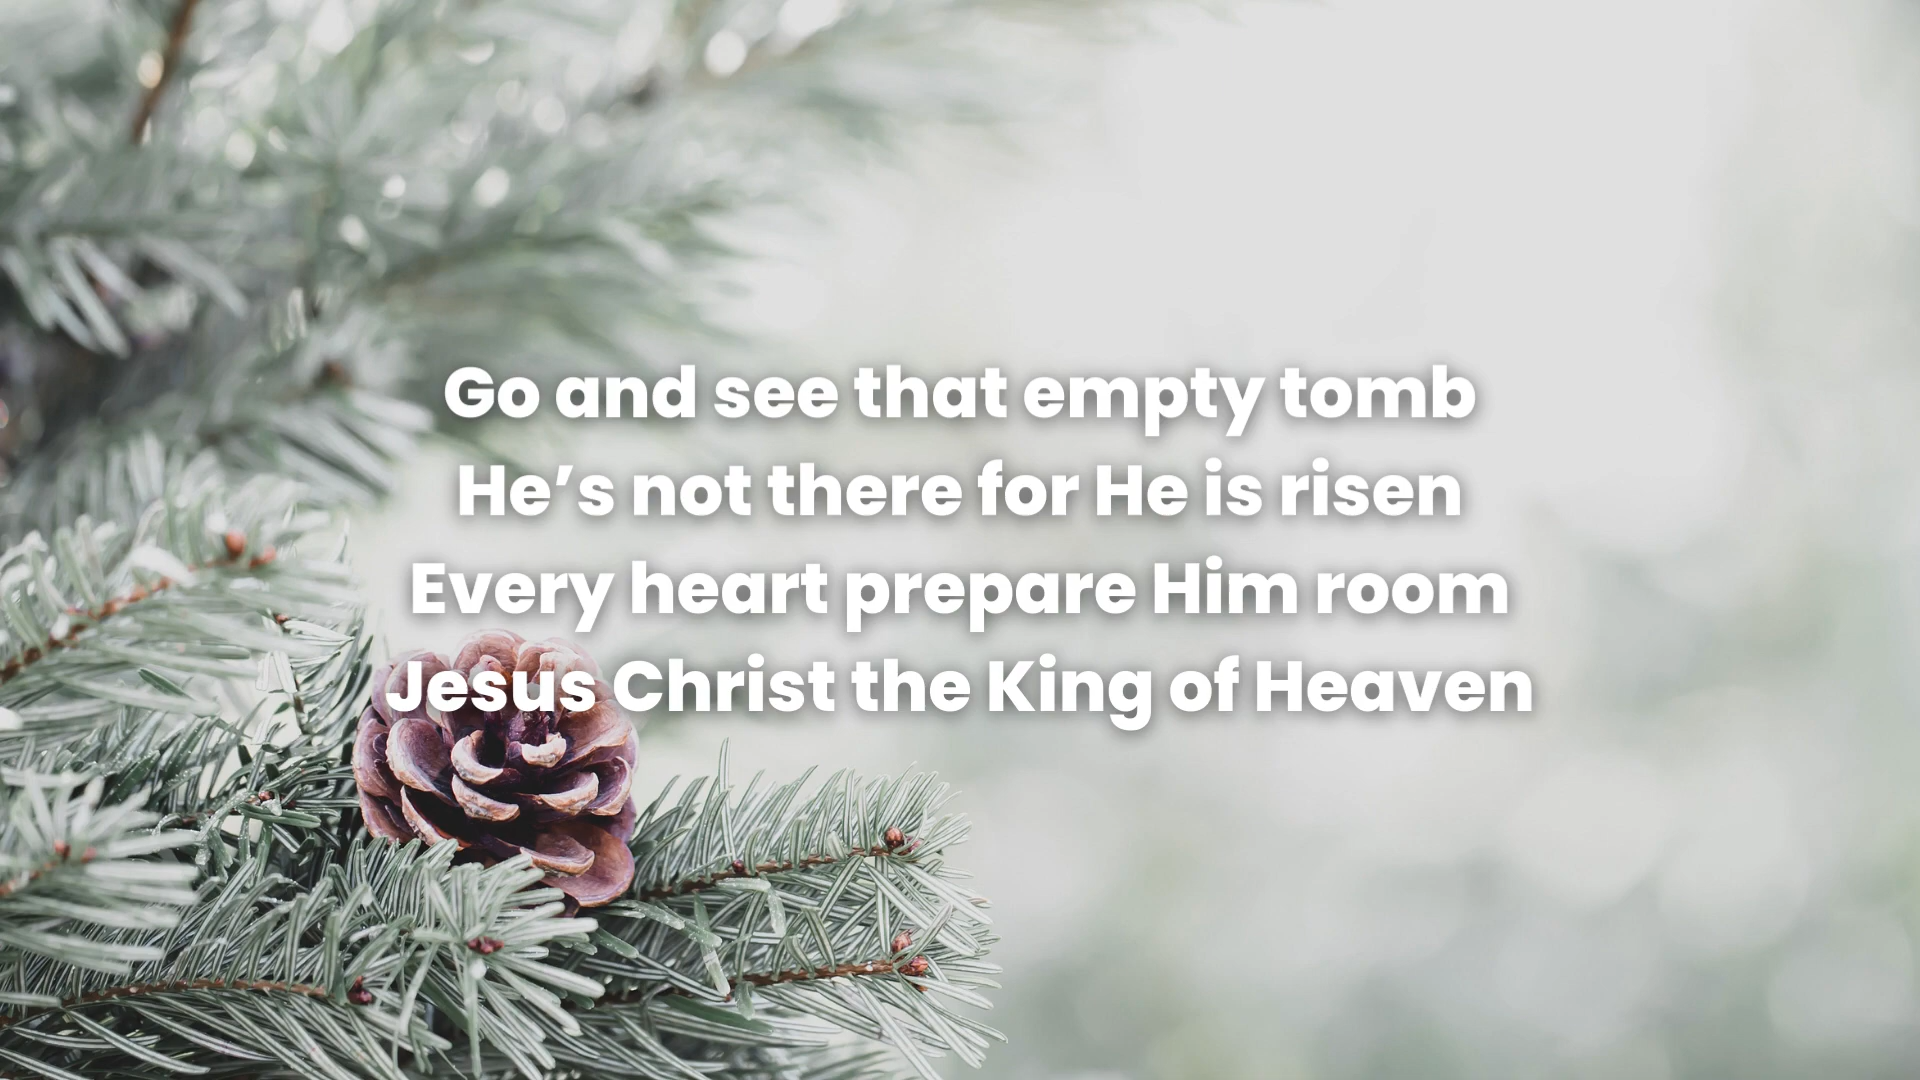 Go and see that empty tomb
He’s not there for He is risen
Every heart prepare Him room
Jesus Christ the King of Heaven